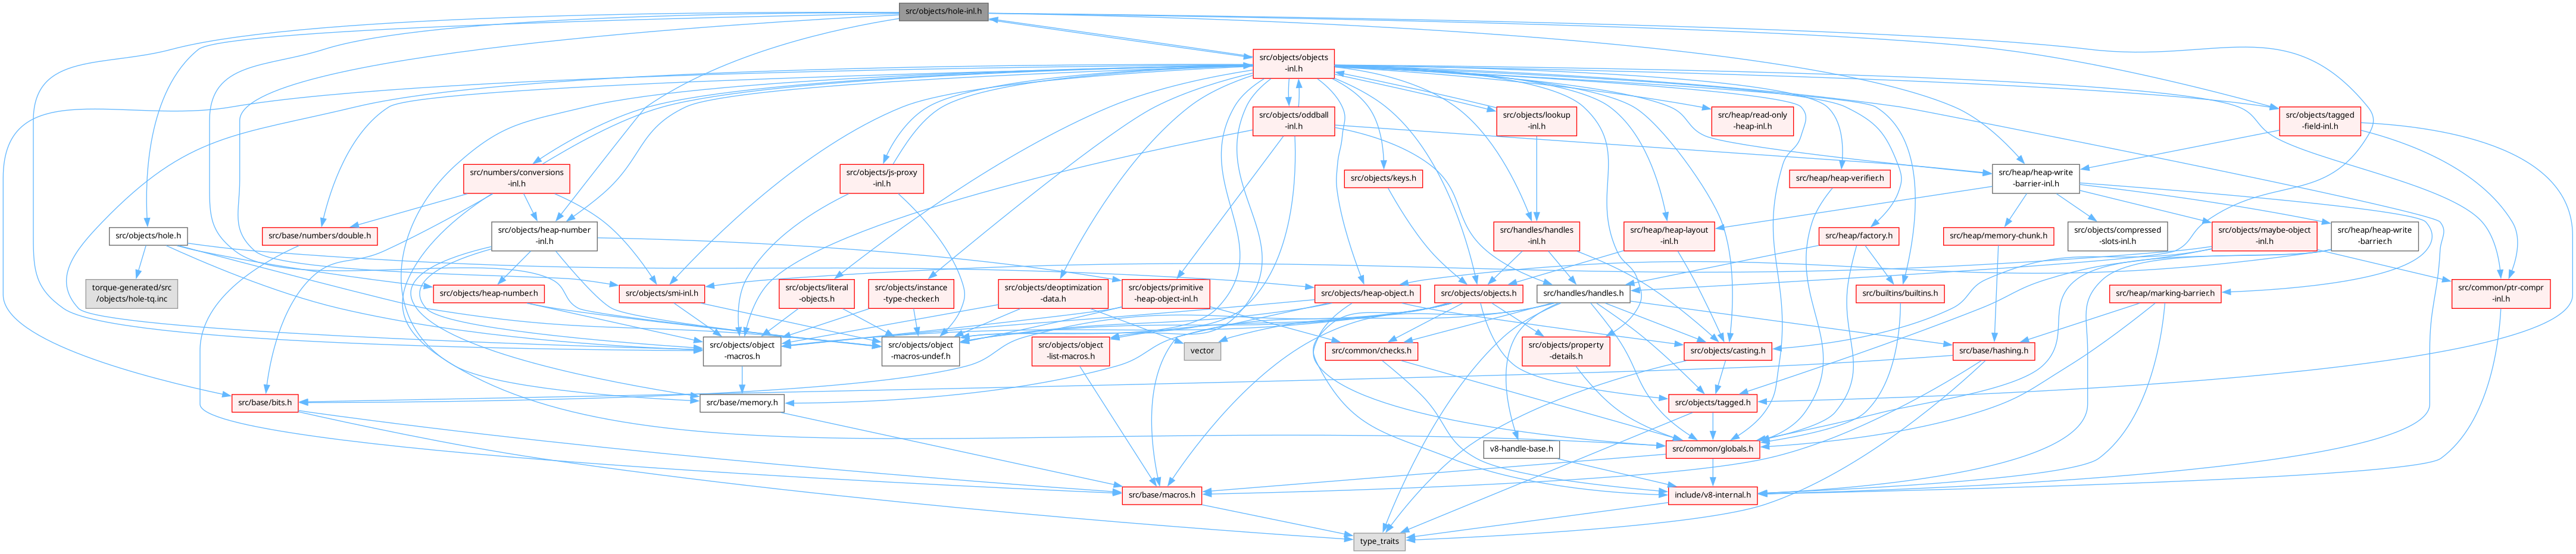 src/objects/hole-inl.h
src/objects/objects
-inl.h
src/objects/oddball
-inl.h
src/objects/lookup
-inl.h
src/heap/read-only
-heap-inl.h
src/objects/tagged
-field-inl.h
src/numbers/conversions
-inl.h
src/objects/js-proxy
-inl.h
src/objects/keys.h
src/heap/heap-verifier.h
src/heap/heap-write
-barrier-inl.h
src/objects/hole.h
src/base/numbers/double.h
src/objects/heap-number
-inl.h
src/handles/handles
-inl.h
src/heap/heap-layout
-inl.h
src/heap/factory.h
src/heap/memory-chunk.h
src/objects/compressed
-slots-inl.h
src/objects/maybe-object
-inl.h
src/heap/heap-write
-barrier.h
torque-generated/src
/objects/hole-tq.inc
src/objects/heap-number.h
src/objects/smi-inl.h
src/objects/literal
-objects.h
src/objects/instance
-type-checker.h
src/objects/deoptimization
-data.h
src/objects/primitive
-heap-object-inl.h
src/objects/heap-object.h
src/objects/objects.h
src/handles/handles.h
src/builtins/builtins.h
src/heap/marking-barrier.h
src/common/ptr-compr
-inl.h
src/objects/object
-macros.h
src/objects/object
-macros-undef.h
src/objects/object
-list-macros.h
vector
src/common/checks.h
src/objects/property
-details.h
src/objects/casting.h
src/base/hashing.h
src/base/bits.h
src/base/memory.h
src/objects/tagged.h
v8-handle-base.h
src/common/globals.h
src/base/macros.h
include/v8-internal.h
type_traits